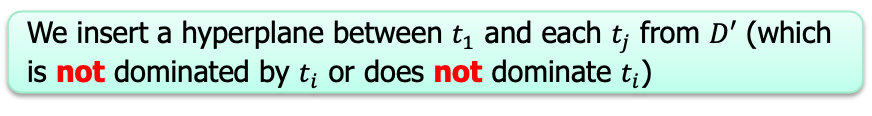 We insert a hyperplane between t₁ and each tⱼ from D′ (which
is not dominated by tᵢ or does not dominate tᵢ)